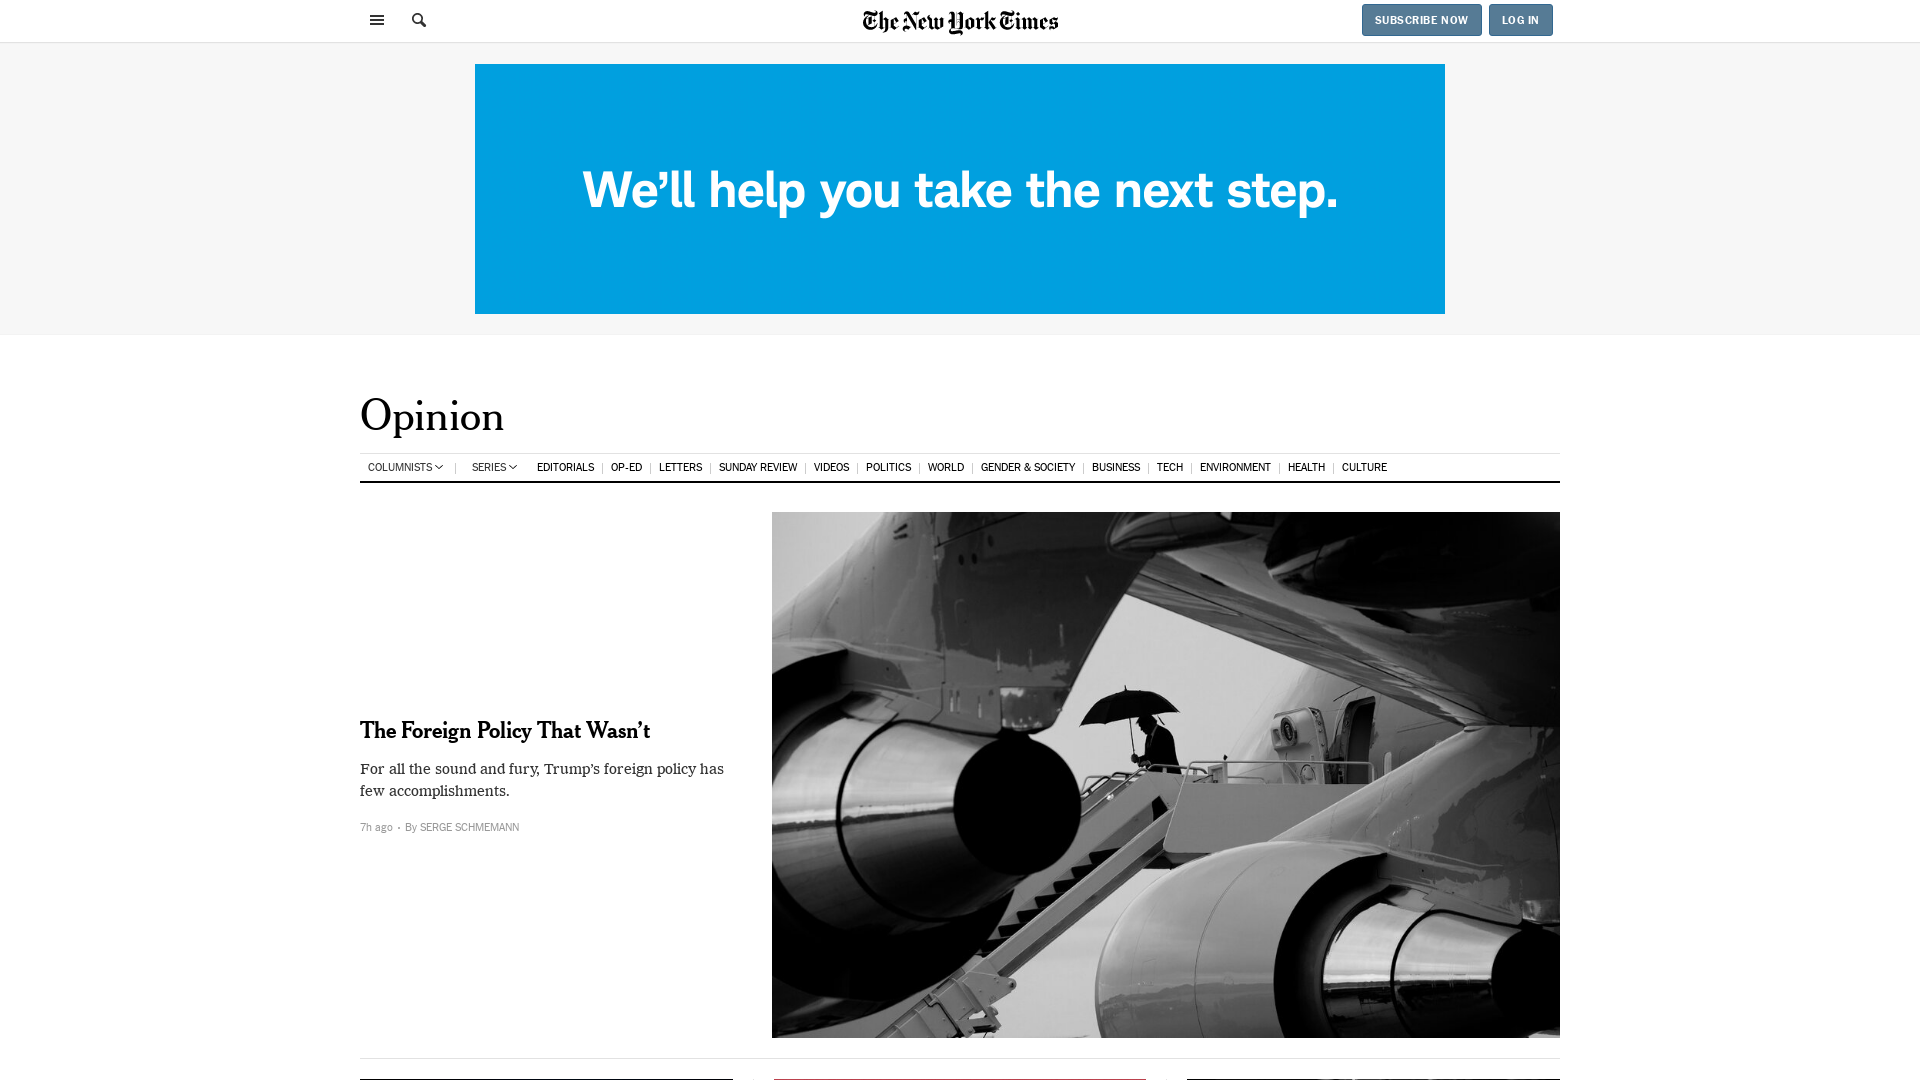 The New York Times
SUBSCRIBE NOW
LOG IN
We’ll help you take the next step.
Opinion
COLUMNISTS
SERIES
EDITORIALS
OP-ED
LETTERS
SUNDAY REVIEW
VIDEOS
POLITICS
WORLD
GENDER & SOCIETY
BUSINESS
TECH
ENVIRONMENT
HEALTH
CULTURE
The Foreign Policy That Wasn’t
For all the sound and fury, Trump’s foreign policy has
few accomplishments.
7h ago • By SERGE SCHMEMANN